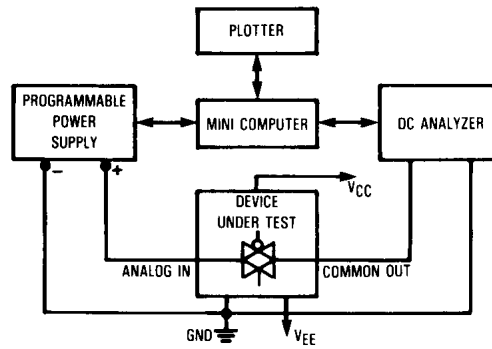 PLOTTER
PROGRAMMABLE
POWER
SUPPLY
MINI COMPUTER
DC ANALYZER
− +
VCC
DEVICE
UNDER TEST
ANALOG IN
COMMON OUT
GND
VEE